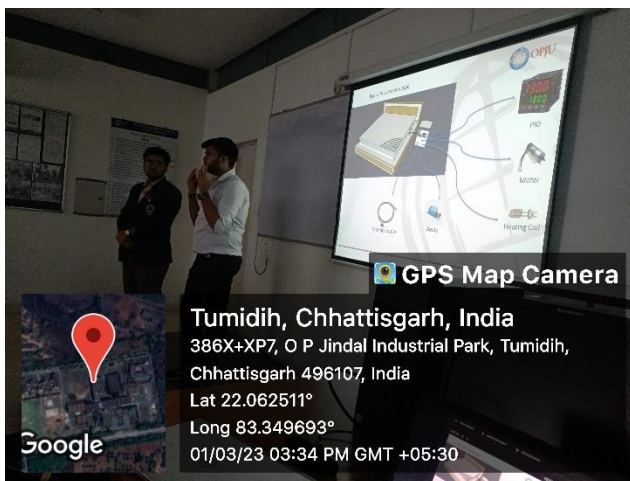 OPJU
PID
Motor
Heating Coil
Relay
GPS Map Camera
Tumidih, Chhattisgarh, India
386X+XP7, O P Jindal Industrial Park, Tumidih,
Chhattisgarh 496107, India
Lat 22.062511°
Long 83.349693°
01/03/23 03:34 PM GMT +05:30
Google